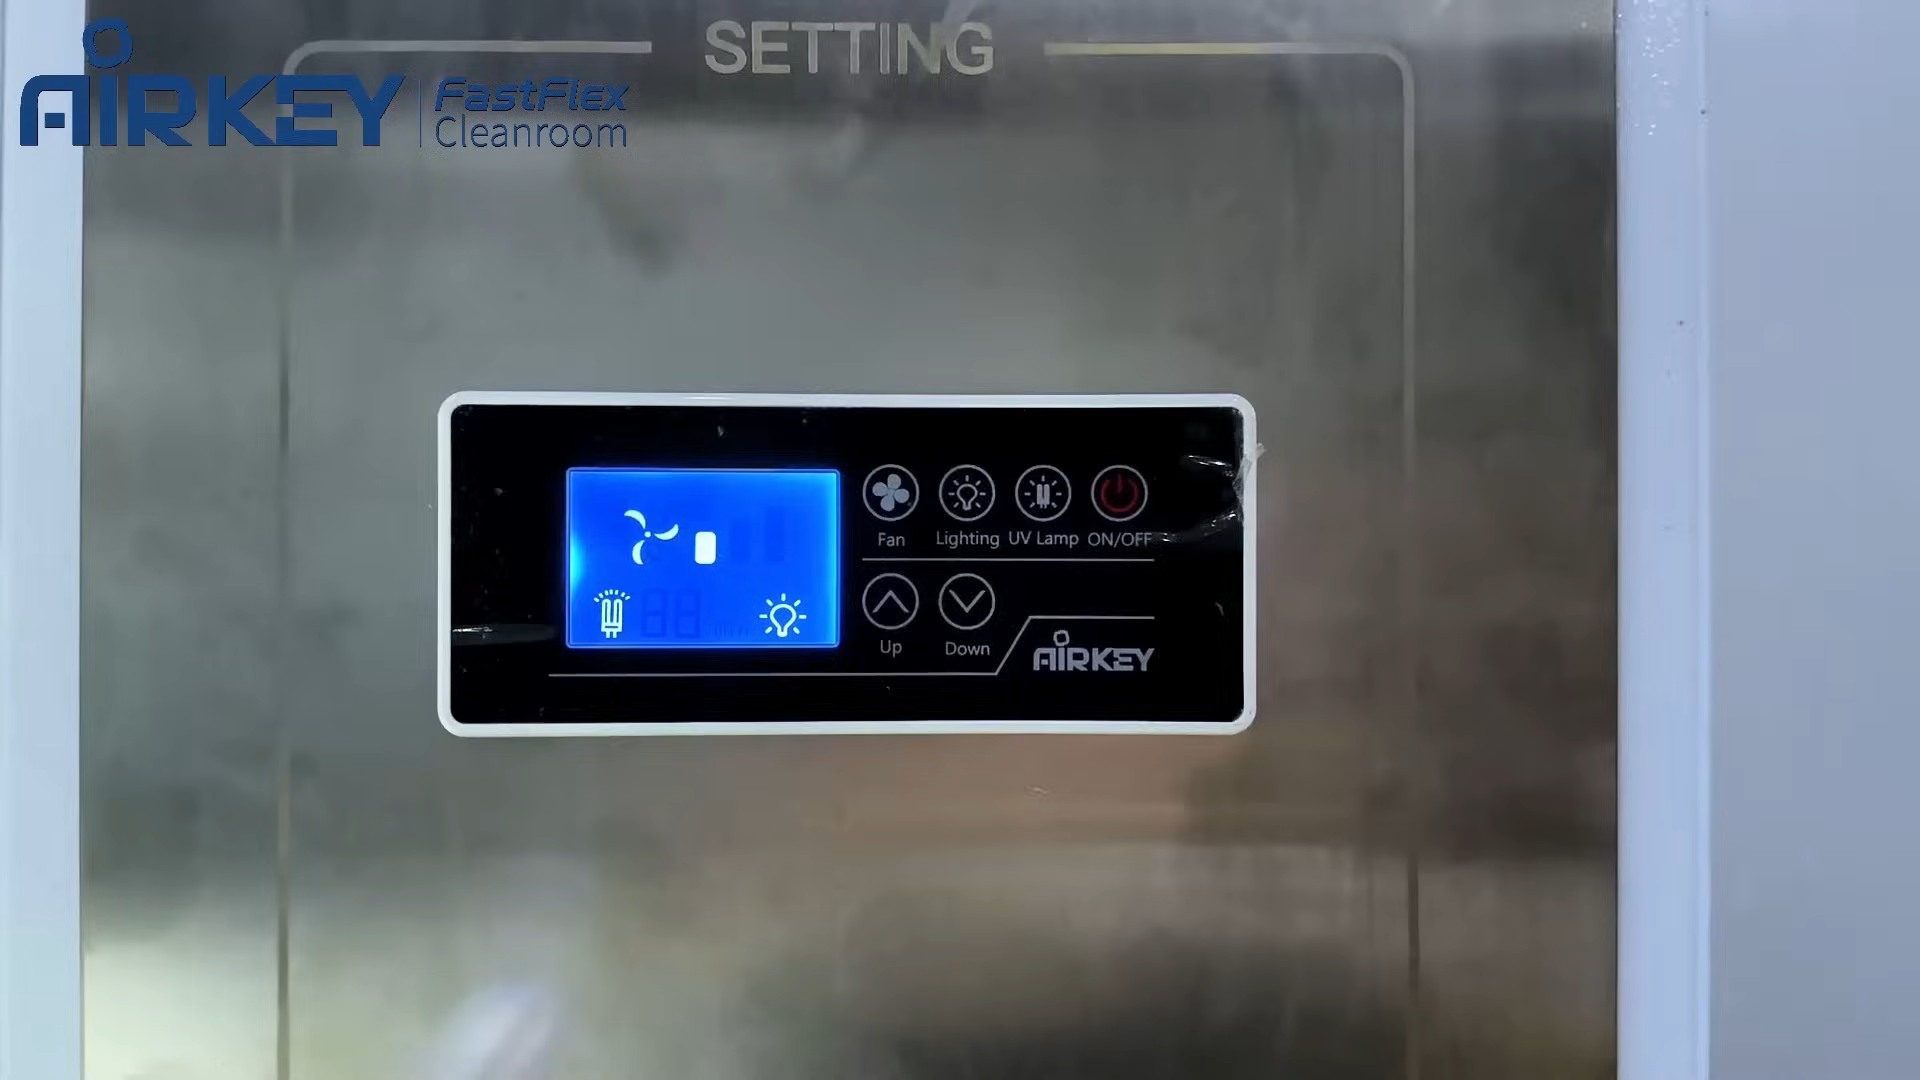 SETTING
AIRKEY
FastFlex
Cleanroom
Fan
Lighting
UV Lamp
ON/OFF
Up
Down
AIRKEY